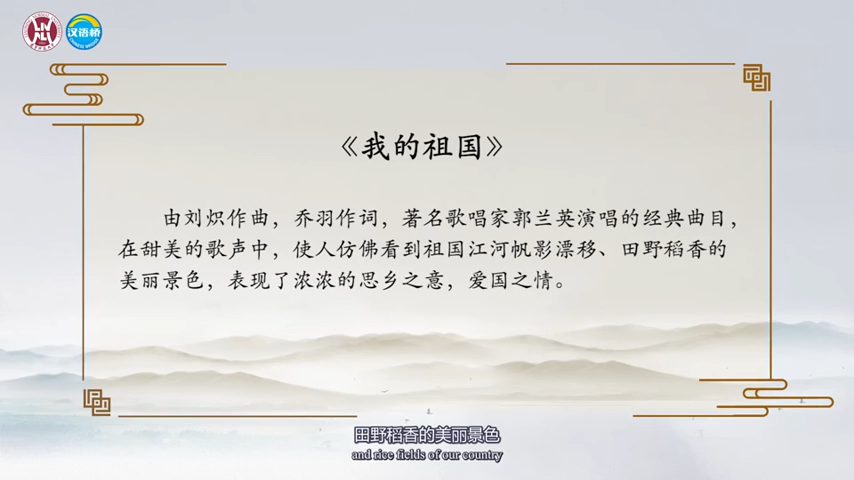 汉语桥
CHINESE BRIDGE
《我的祖国》
由刘炽作曲，乔羽作词，著名歌唱家郭兰英演唱的经典曲目，
在甜美的歌声中，使人仿佛看到祖国江河帆影漂移、田野稻香的
美丽景色，表现了浓浓的思乡之意，爱国之情。
田野稻香的美丽景色
and rice fields of our country